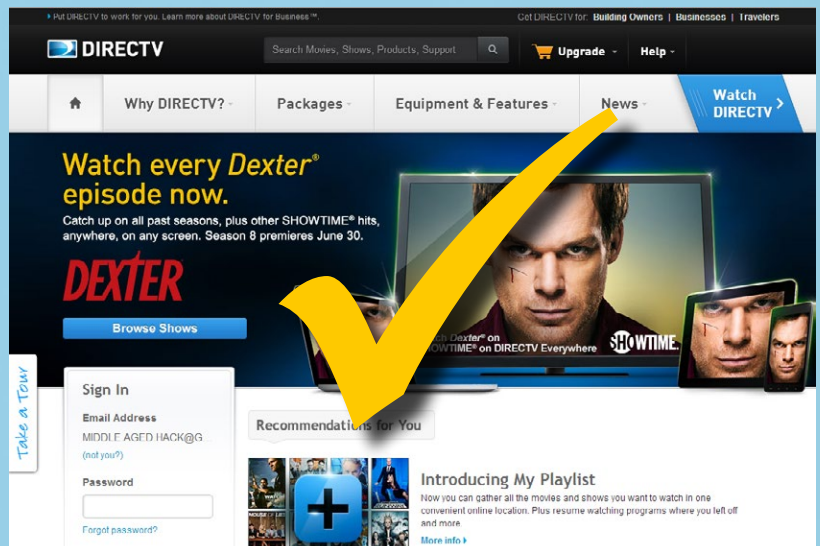 Put DIRECTV to work for you. Learn more about DIRECTV for Business™.
Get DIRECTV for: Building Owners | Businesses | Travelers
DIRECTV
Search Movies, Shows, Products, Support
Upgrade
Help
Why DIRECTV?
Packages
Equipment & Features
News
Watch
DIRECTV
Watch every Dexter®
episode now.
Catch up on all past seasons, plus other SHOWTIME® hits,
anywhere, on any screen. Season 8 premieres June 30.
DEXTER
Browse Shows
Dexter® on
SHOWTIME® on DIRECTV Everywhere
SHOWTIME.
Take a Tour
Sign In
Email Address
MIDDLE.AGED.HACK@G...
(not you?)
Password
Forgot password?
Recommendations for You
Introducing My Playlist
Now you can gather all the movies and shows you want to watch in one
convenient online location. Plus resume watching programs where you left off
and more.
More info